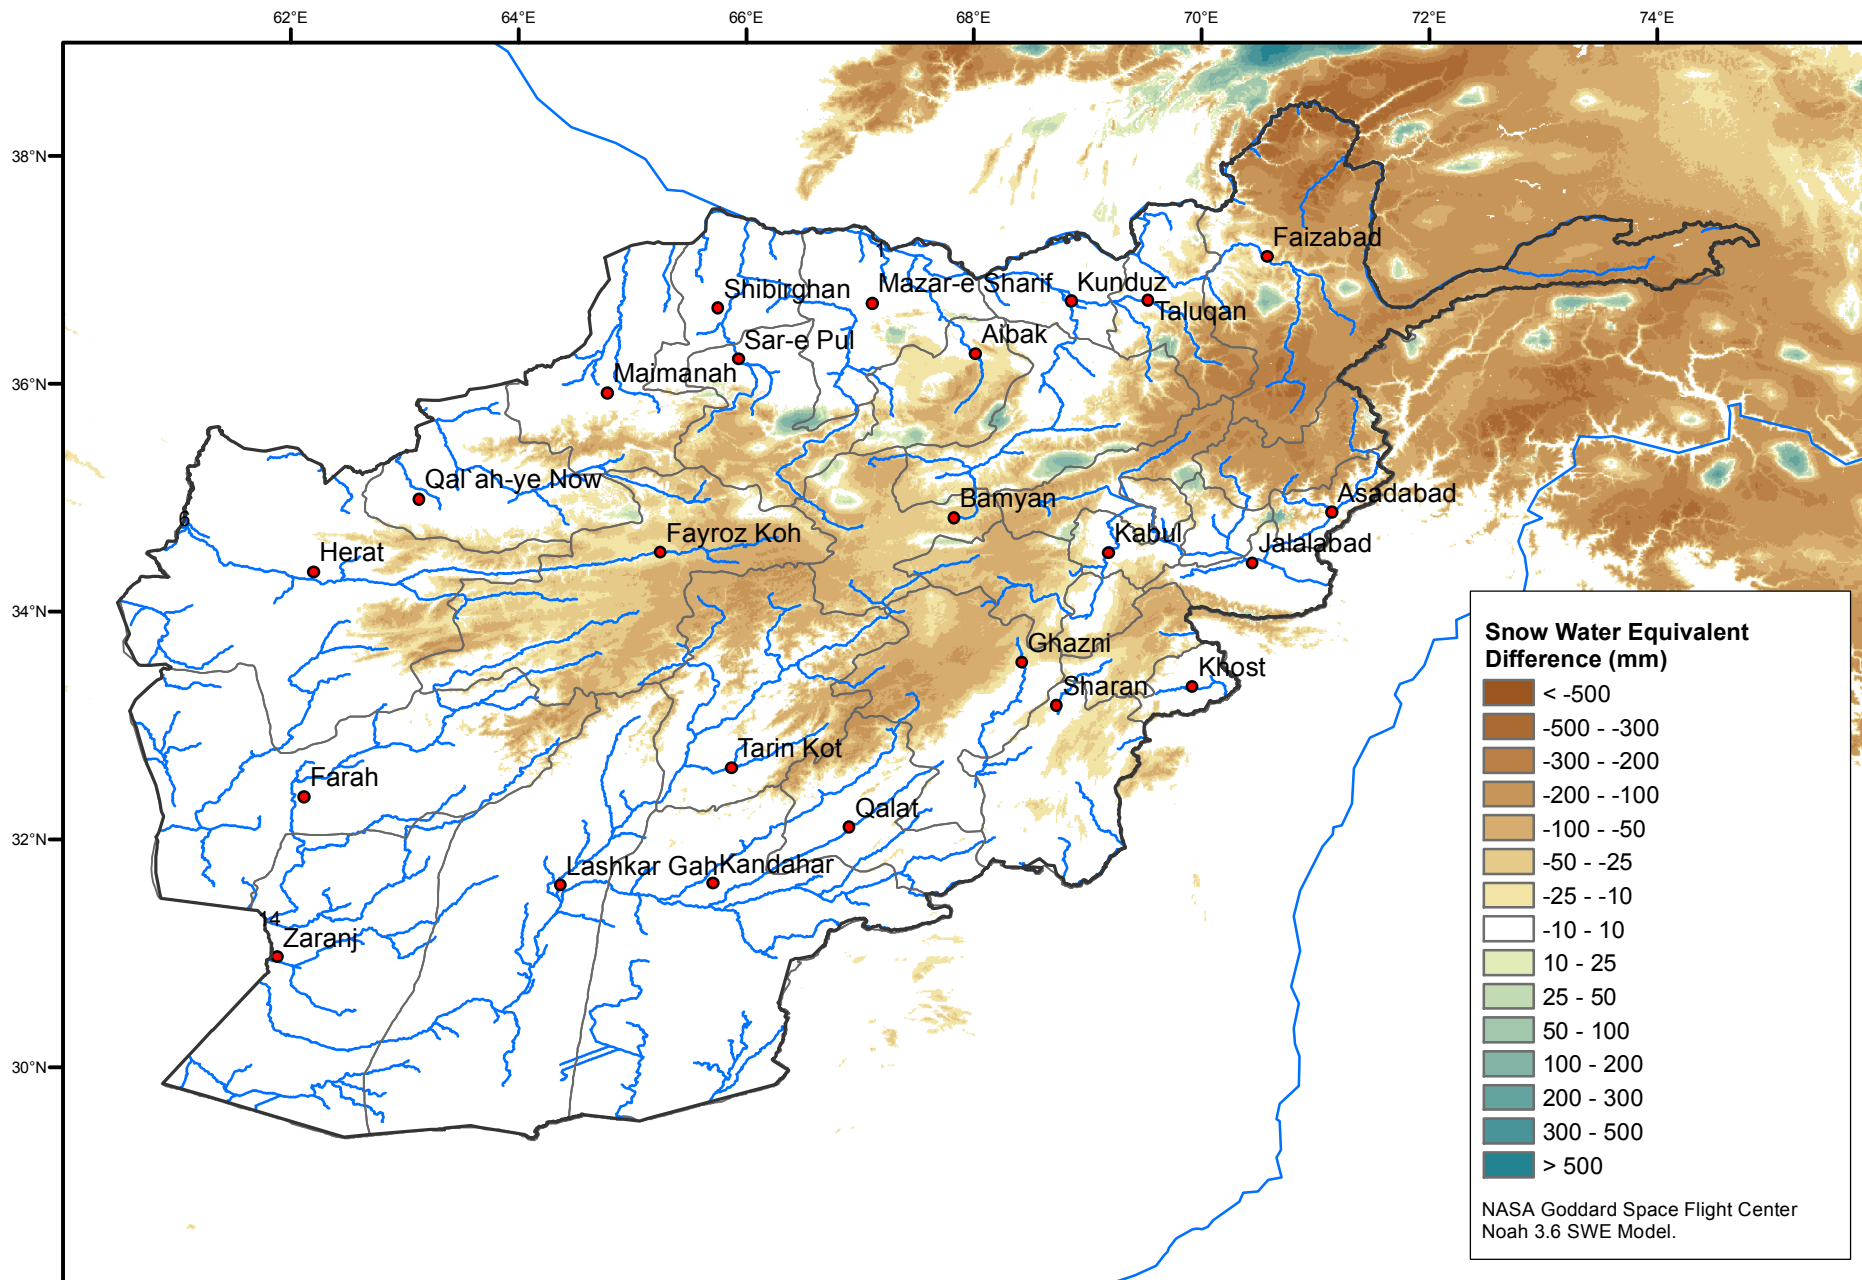 62°E
64°E
66°E
68°E
70°E
72°E
74°E
38°N
36°N
34°N
32°N
30°N
Faizabad
Shibirghan
Mazar-e Sharif
Kunduz
Taluqan
Sar-e Pul
Aibak
Maimanah
Qal ah-ye Now
Bamyan
Asadabad
6
Herat
Fayroz Koh
Kabul
Jalalabad
Ghazni
Khost
Sharan
Tarin Kot
Farah
Qalat
Lashkar Gah
Kandahar
14
Zaranj
1
Snow Water Equivalent
Difference (mm)
< -500
-500 - -300
-300 - -200
-200 - -100
-100 - -50
-50 - -25
-25 - -10
-10 - 10
10 - 25
25 - 50
50 - 100
100 - 200
200 - 300
300 - 500
> 500
NASA Goddard Space Flight Center
Noah 3.6 SWE Model.